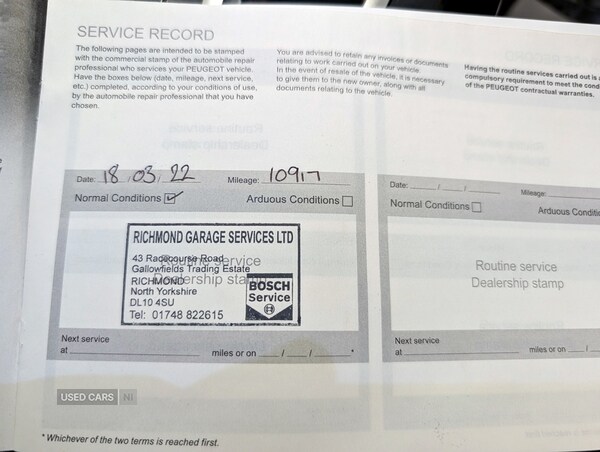 SERVICE RECORD
The following pages are intended to be stamped
with the commercial stamp of the automobile repair
professional who services your PEUGEOT vehicle.
Have the boxes below (date, mileage, next service,
etc.) completed, according to your conditions of use,
by the automobile repair professional that you have
chosen.
You are advised to retain any invoices or documents
relating to work carried out on your vehicle.
In the event of resale of the vehicle, it is necessary
to give them to the new owner, along with all
documents relating to the vehicle.
Having the routine services carried out is a
compulsory requirement to meet the cond
of the PEUGEOT contractual warranties.
Date: 18/03/22 Mileage: 10917
Normal Conditions Arduous Conditions
Routine service
Dealership stamp
RICHMOND GARAGE SERVICES LTD
43 Racecourse Road
Gallowfields Trading Estate
RICHMOND
North Yorkshire
DL10 4SU
Tel: 01748 822615
BOSCH
Service
Next service
at miles or on / / *
Date: / / Mileage:
Normal Conditions Arduous Conditi
Routine service
Dealership stamp
Next service
at miles or on /
USED CARS NI
* Whichever of the two terms is reached first.